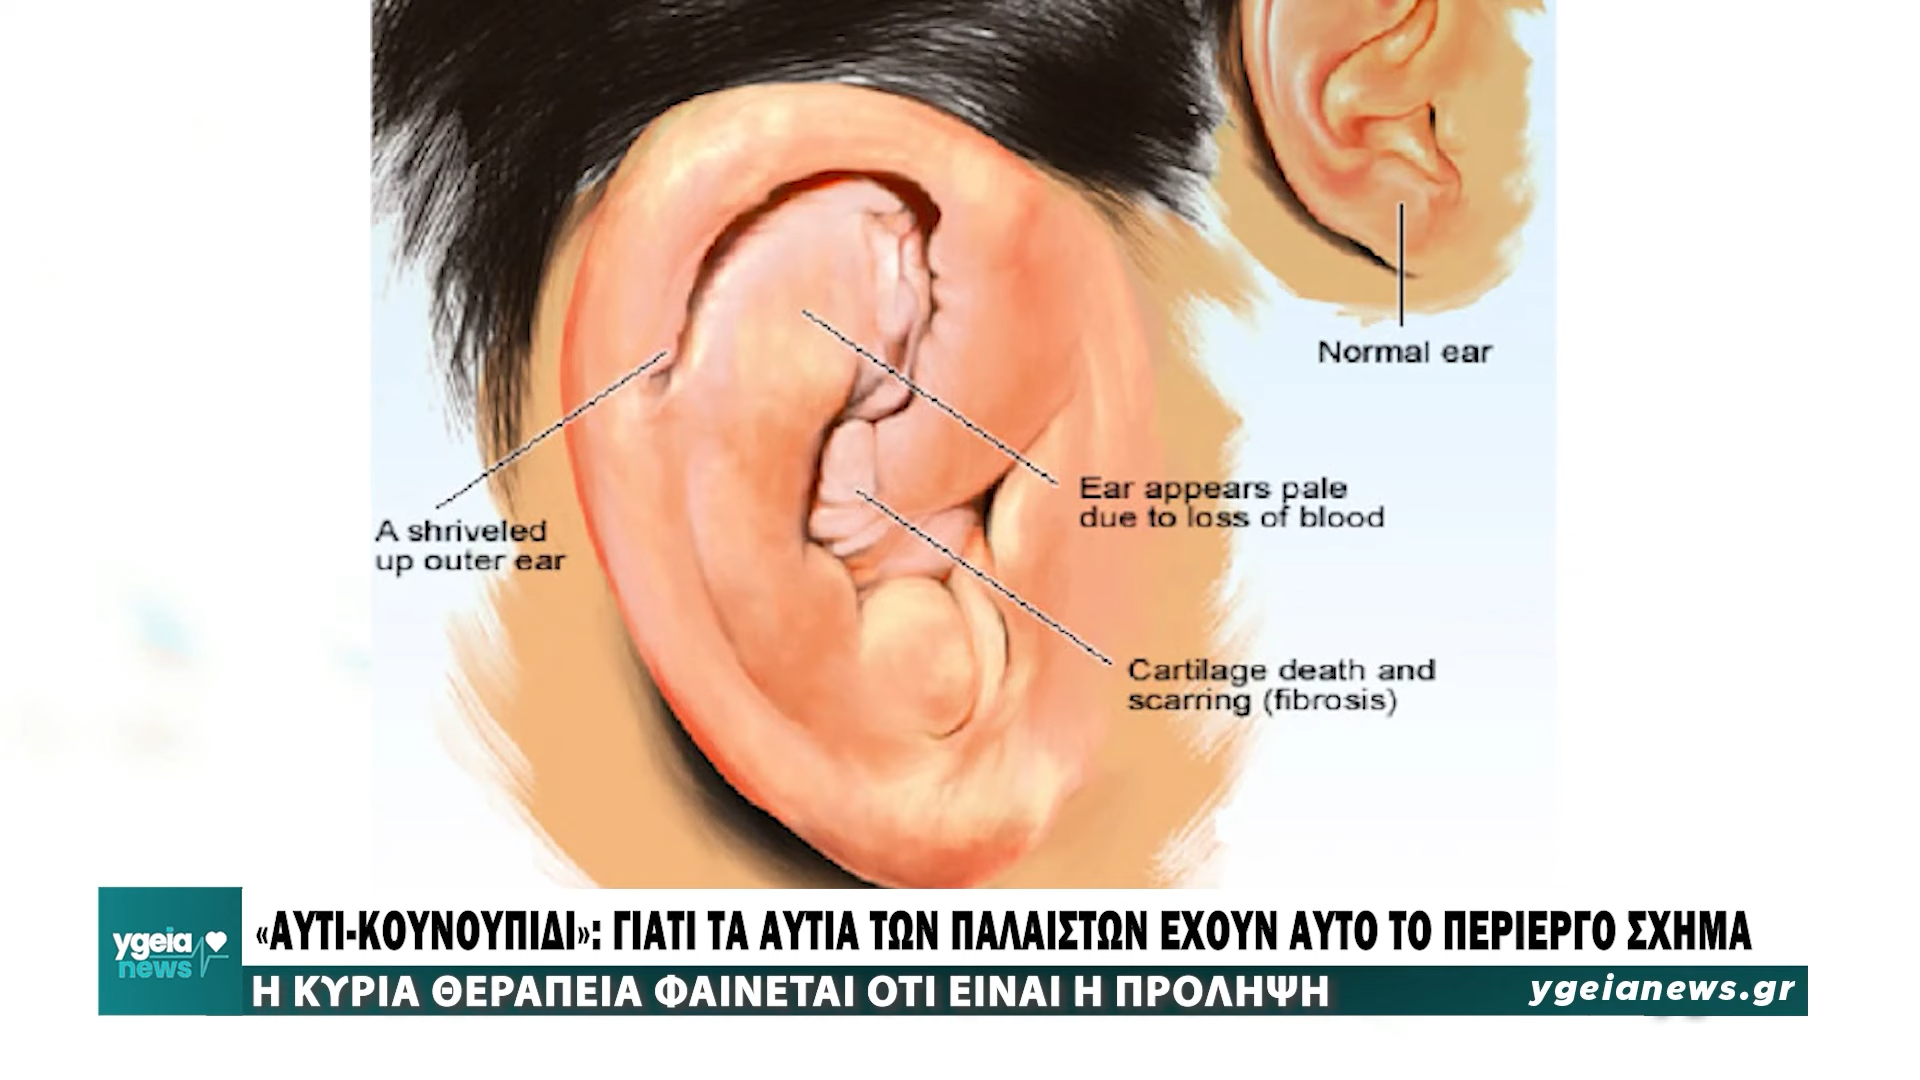 Normal ear
Ear appears pale
due to loss of blood
A shriveled
up outer ear
Cartilage death and
scarring (fibrosis)
ygeia
news
«ΑΥΤΙ-ΚΟΥΝΟΥΠΙΔΙ»: ΓΙΑΤΙ ΤΑ ΑΥΤΙΑ ΤΩΝ ΠΑΛΑΙΣΤΩΝ ΕΧΟΥΝ ΑΥΤΟ ΤΟ ΠΕΡΙΕΡΓΟ ΣΧΗΜΑ
Η ΚΥΡΙΑ ΘΕΡΑΠΕΙΑ ΦΑΙΝΕΤΑΙ ΟΤΙ ΕΙΝΑΙ Η ΠΡΟΛΗΨΗ
ygeianews.gr